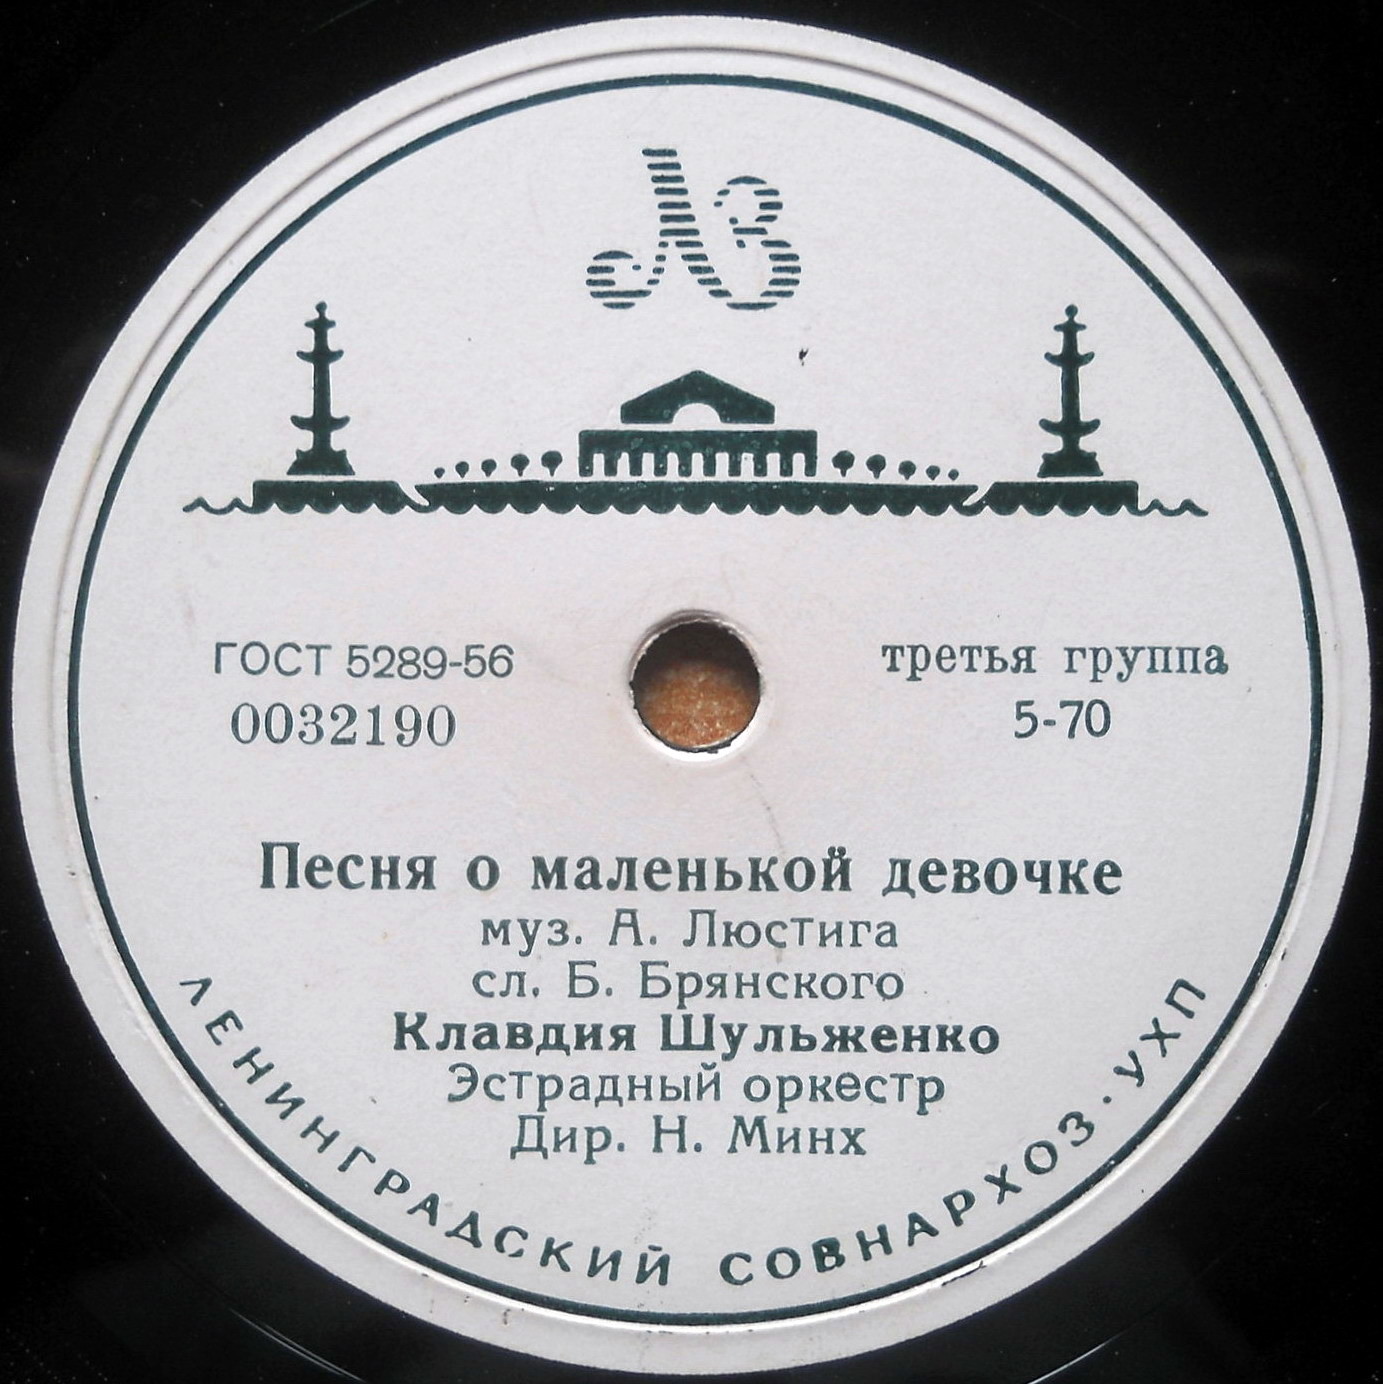 ЛЗ
ГОСТ 5289-56
0032190
третья группа
5-70
Песня о маленькой девочке
муз. А. Люстига
сл. Б. Брянского
Клавдия Шульженко
Эстрадный оркестр
Дир. Н. Минх
ЛЕНИНГРАДСКИЙ СОВНАРХОЗ · УХП